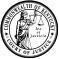 COMMONWEALTH OF KENTUCKY
COURT OF JUSTICE